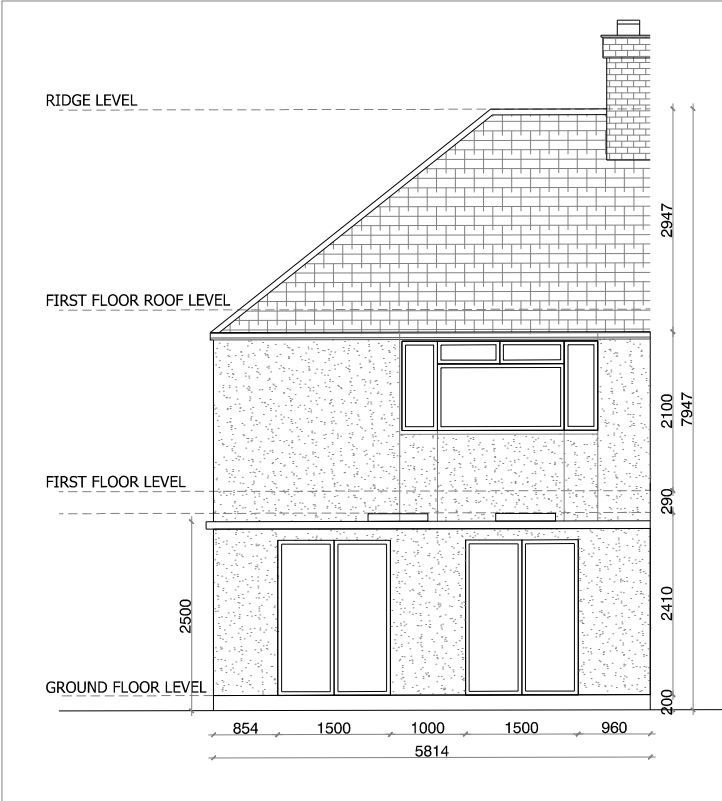 RIDGE LEVEL
2947
FIRST FLOOR ROOF LEVEL
2100
7947
FIRST FLOOR LEVEL
290
2500
2410
GROUND FLOOR LEVEL
200
854 1500 1000 1500 960
5814